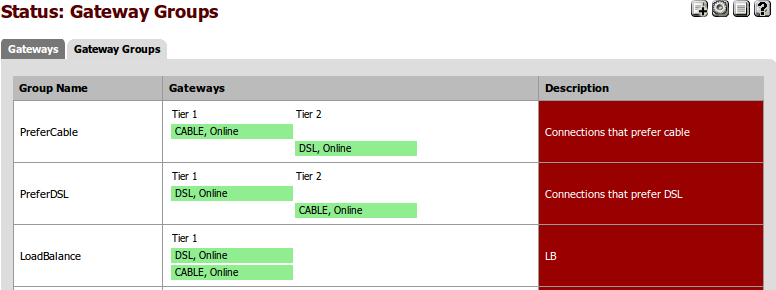 Status: Gateway Groups
Gateways Gateway Groups
Group Name Gateways Description
Tier 1 Tier 2
PreferCable CABLE, Online Connections that prefer cable
DSL, Online
Tier 1 Tier 2
PreferDSL DSL, Online Connections that prefer DSL
CABLE, Online
Tier 1
LoadBalance DSL, Online LB
CABLE, Online